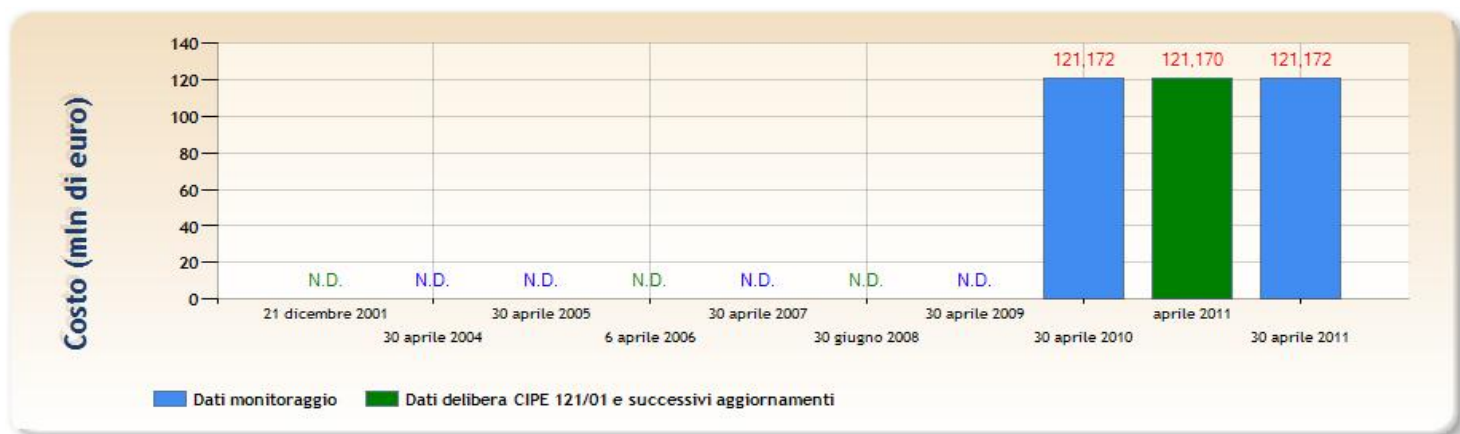 Costo (mln di euro)
140
120
100
80
60
40
20
0
121,172 121,170 121,172
N.D. N.D. N.D. N.D. N.D. N.D. N.D.
21 dicembre 2001 30 aprile 2005 30 aprile 2007 30 aprile 2009 aprile 2011
30 aprile 2004 6 aprile 2006 30 giugno 2008 30 aprile 2010 30 aprile 2011
Dati monitoraggio Dati delibera CIPE 121/01 e successivi aggiornamenti